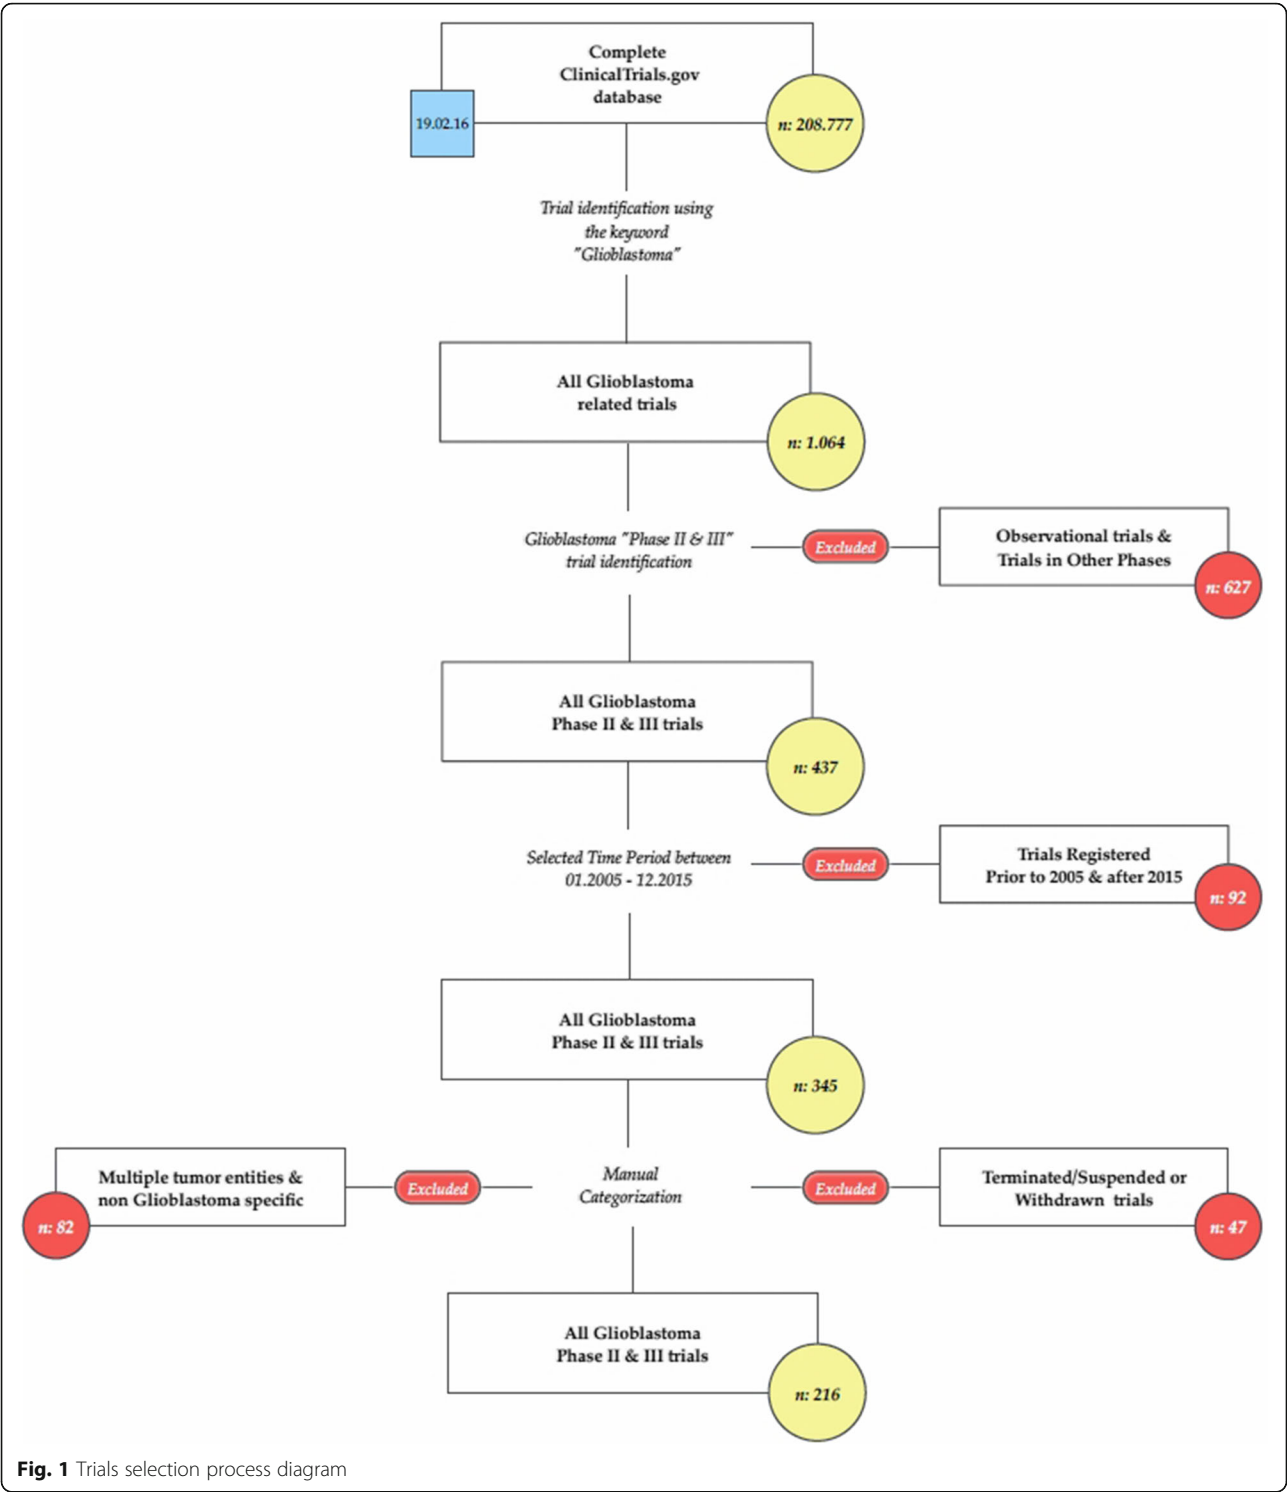 Complete
ClinicalTrials.gov
database
19.02.16
n: 208.777
Trial identification using
the keyword
"Glioblastoma"
All Glioblastoma
related trials
n: 1.064
Glioblastoma "Phase II & III"
trial identification
Excluded
Observational trials &
Trials in Other Phases
n: 627
All Glioblastoma
Phase II & III trials
n: 437
Selected Time Period between
01.2005 - 12.2015
Excluded
Trials Registered
Prior to 2005 & after 2015
n: 92
All Glioblastoma
Phase II & III trials
n: 345
Multiple tumor entities &
non Glioblastoma specific
n: 82
Excluded
Manual
Categorization
Excluded
Terminated/Suspended or
Withdrawn trials
n: 47
All Glioblastoma
Phase II & III trials
n: 216
Fig. 1 Trials selection process diagram